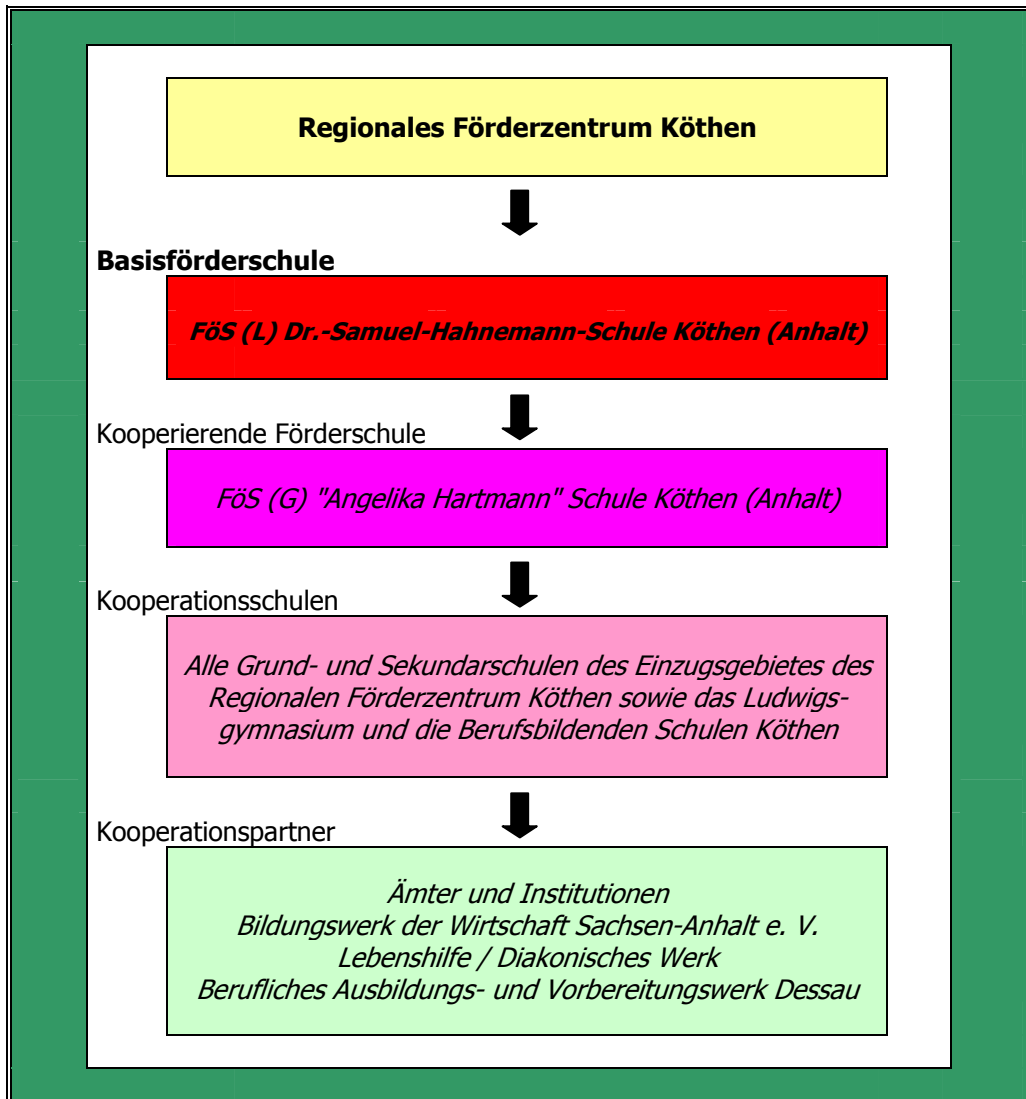 Regionales Förderzentrum Köthen
Basisförderschule
FöS (L) Dr.-Samuel-Hahnemann-Schule Köthen (Anhalt)
Kooperierende Förderschule
FöS (G) "Angelika Hartmann" Schule Köthen (Anhalt)
Kooperationsschulen
Alle Grund- und Sekundarschulen des Einzugsgebietes des
Regionalen Förderzentrum Köthen sowie das Ludwigs-
gymnasium und die Berufsbildenden Schulen Köthen
Kooperationspartner
Ämter und Institutionen
Bildungswerk der Wirtschaft Sachsen-Anhalt e. V.
Lebenshilfe / Diakonisches Werk
Berufliches Ausbildungs- und Vorbereitungswerk Dessau